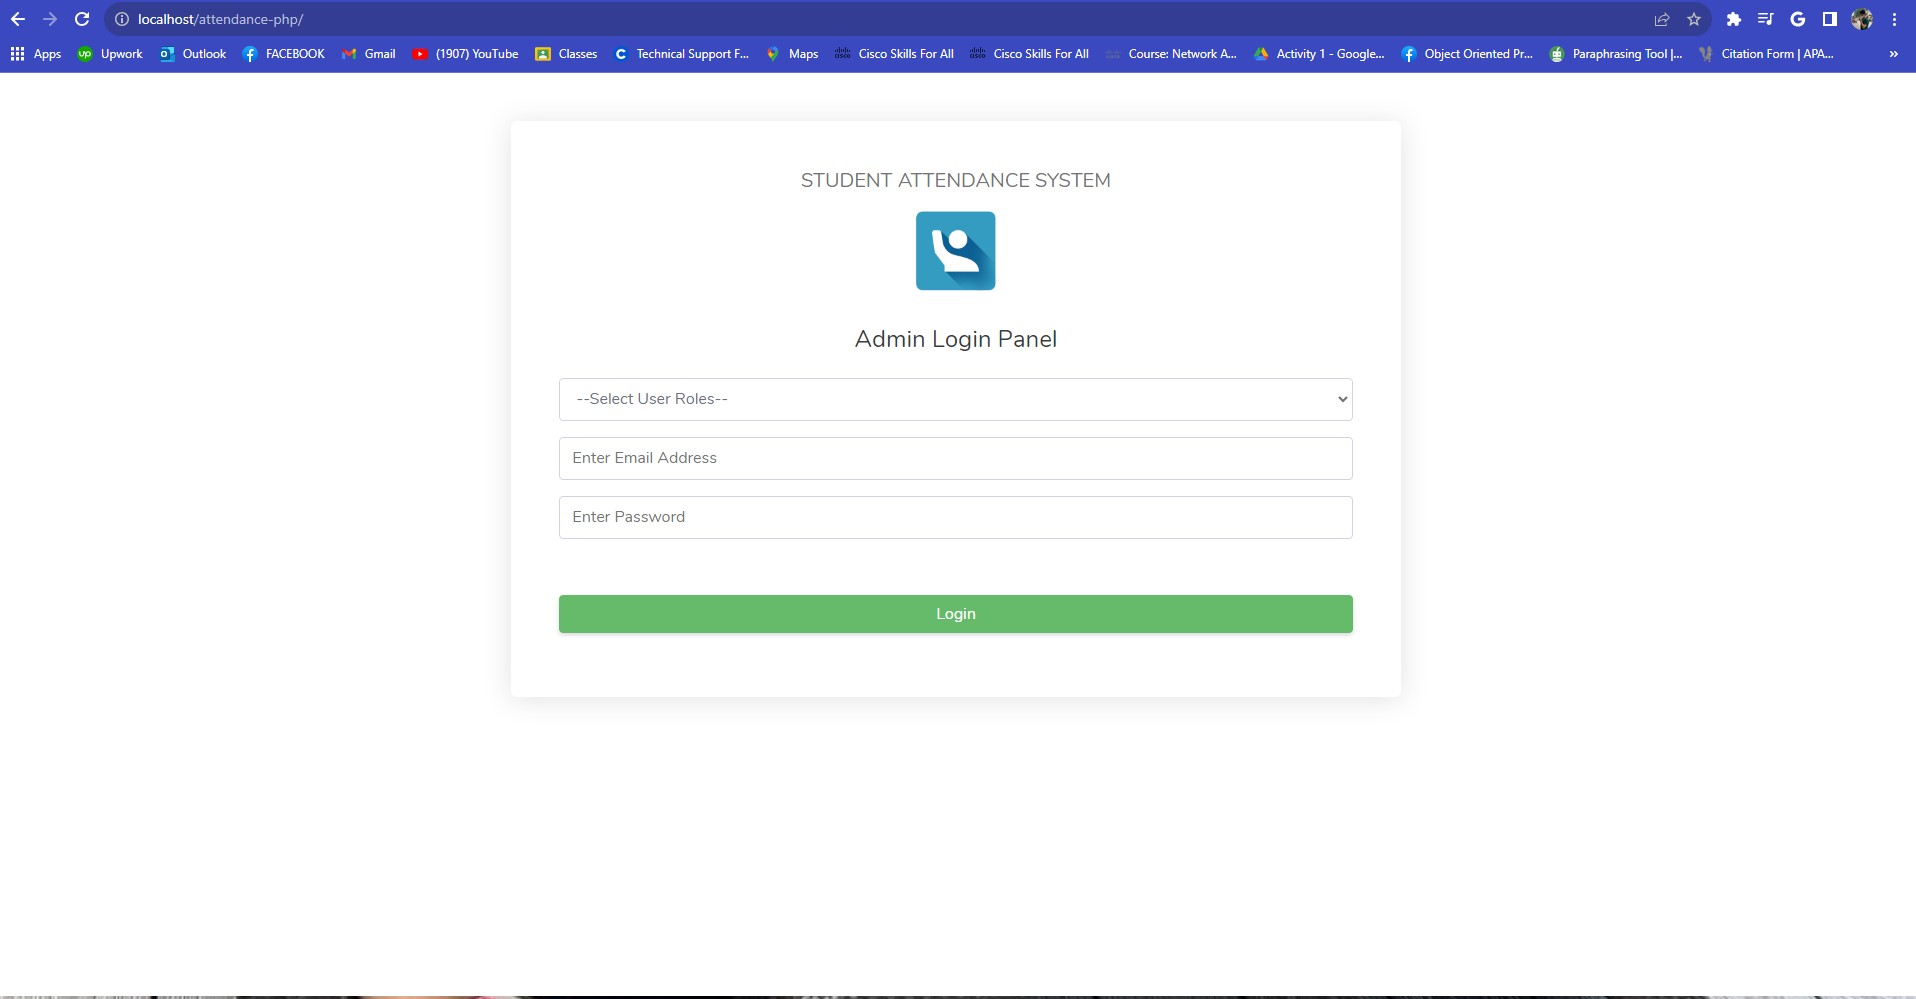 localhost/attendance-php/
Apps Upwork Outlook FACEBOOK Gmail (1907) YouTube Classes Technical Support F... Maps Cisco Skills For All Cisco Skills For All Course: Network A... Activity 1 - Google... Object Oriented Pr... Paraphrasing Tool |... Citation Form | APA... »
STUDENT ATTENDANCE SYSTEM
Admin Login Panel
--Select User Roles--
Enter Email Address
Enter Password
Login